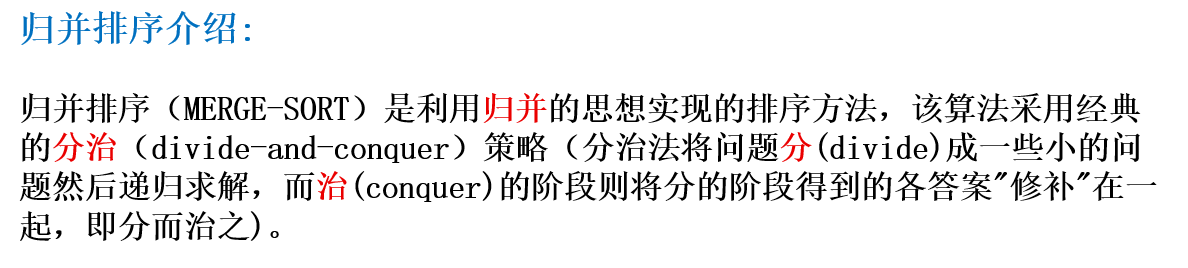 归并排序介绍:
归并排序（MERGE-SORT）是利用归并的思想实现的排序方法，该算法采用经典
的分治（divide-and-conquer）策略（分治法将问题分(divide)成一些小的问
题然后递归求解，而治(conquer)的阶段则将分的阶段得到的各答案"修补"在一
起，即分而治之)。